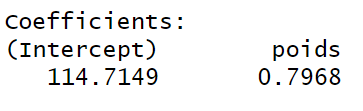 Coefficients:
(Intercept)        poids
   114.7149       0.7968